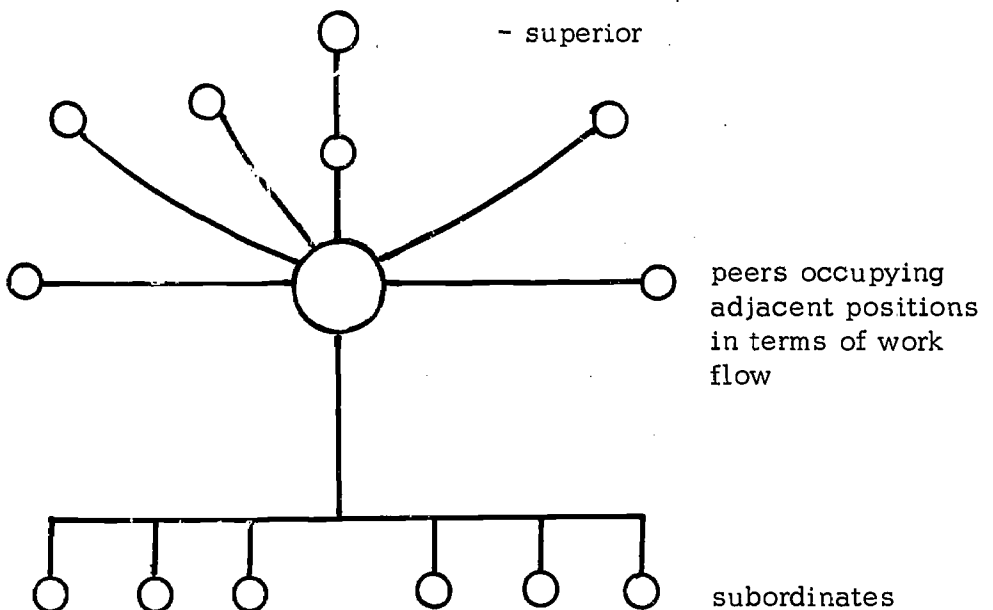 - superior
peers occupying
adjacent positions
in terms of work
flow
subordinates